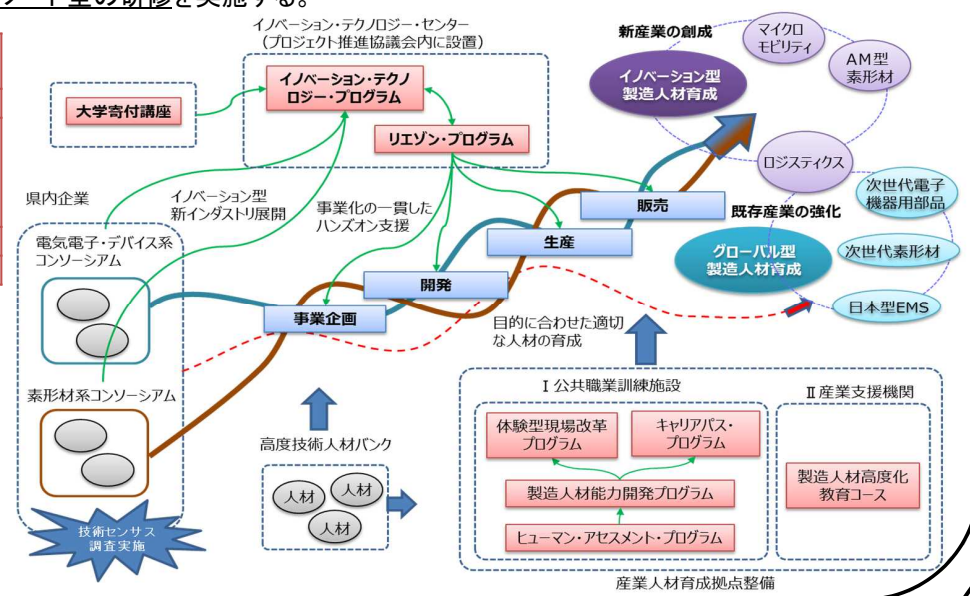 ソート型の研修を実施する。
イノベーション・テクノロジー・センター
(プロジェクト推進協議会内に設置)
大学寄付講座
イノベーション・テクノ
ロジー・プログラム
リエゾン・プログラム
新産業の創成
イノベーション型
製造人材育成
マイクロ
モビリティ
AM型
素形材
ロジスティクス
県内企業
イノベーション型
新インダストリ展開
事業化の一貫した
ハンズオン支援
電気電子・デバイス系
コンソーシアム
販売
生産
開発
事業企画
既存産業の強化
グローバル型
製造人材育成
次世代電子
機器用部品
次世代素形材
日本型EMS
目的に合わせた適切
な人材の育成
素形材系コンソーシアム
技術センサス
調査実施
高度技術人材バンク
人材
人材
人材
Ⅰ公共職業訓練施設
体験型現場改革
プログラム
キャリアパス・
プログラム
製造人材能力開発プログラム
ヒューマン・アセスメント・プログラム
Ⅱ産業支援機関
製造人材高度化
教育コース
産業人材育成拠点整備